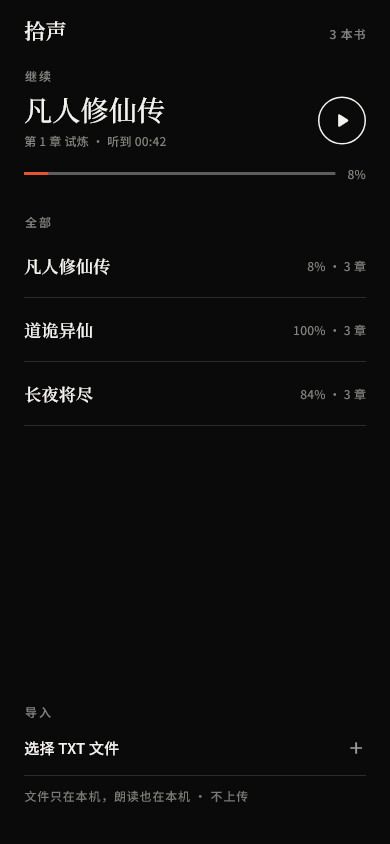 拾声
3 本书
继续
凡人修仙传
第 1 章 试炼 · 听到 00:42
8%
全部
凡人修仙传
8% · 3 章
道诡异仙
100% · 3 章
长夜将尽
84% · 3 章
导入
选择 TXT 文件
文件只在本机，朗读也在本机 · 不上传